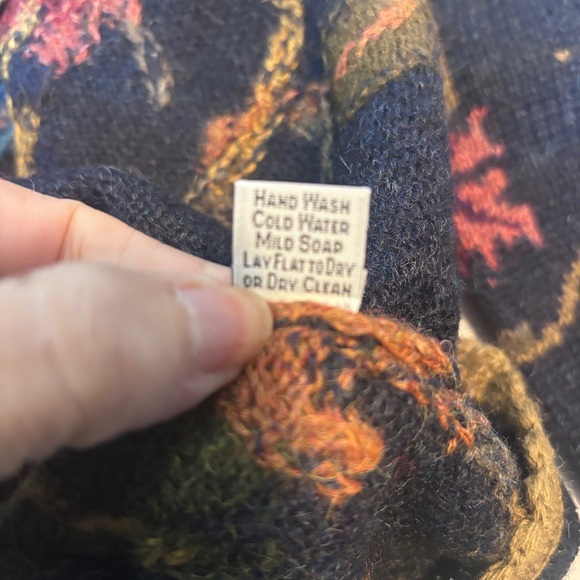 HAND WASH
COLD WATER
MILD SOAP
LAY FLAT TO DRY
OR DRY CLEAN